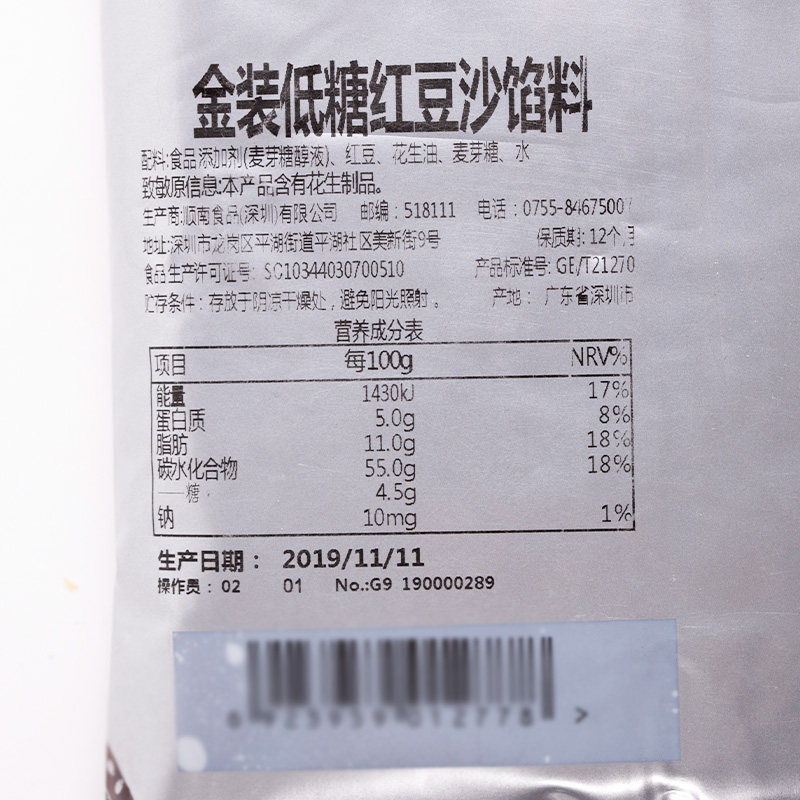 金装低糖红豆沙馅料
配料:食品添加剂(麦芽糖醇液)、红豆、花生油、麦芽糖、水
致敏原信息:本产品含有花生制品。
生产商:顺南食品(深圳)有限公司 邮编：518111 电话：0755-8467500
地址:深圳市龙岗区平湖街道平湖社区美新街9号 保质期: 12个月
食品生产许可证号: SC10344030700510 产品标准号: GB/T21270
贮存条件：存放于阴凉干燥处，避免阳光照射。 产地： 广东省深圳市
营养成分表
项目 每100g NRV%
能量 1430kJ 17%
蛋白质 5.0g 8%
脂肪 11.0g 18%
碳水化合物 55.0g 18%
——糖 4.5g
钠 10mg 1%
生产日期： 2019/11/11
操作员：02 01 No.:G9 190000289
6 923959 012778 >